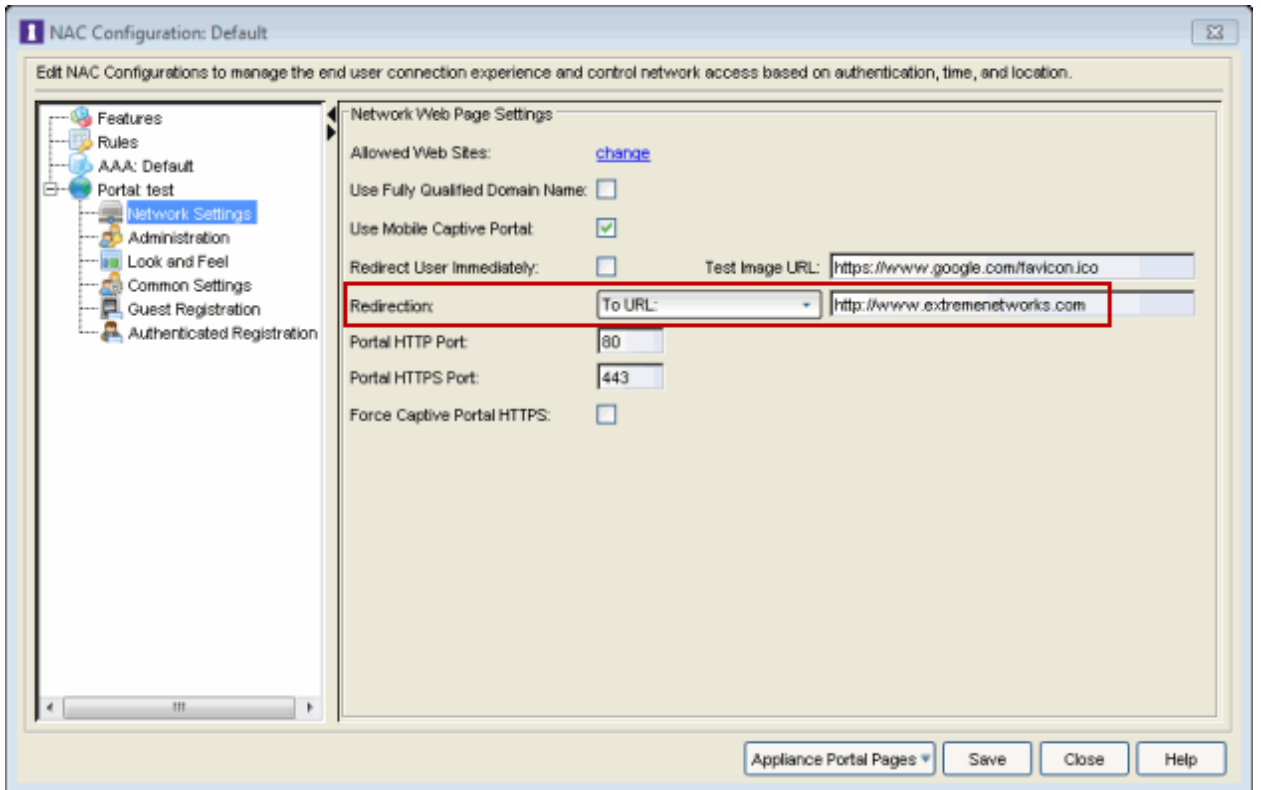 NAC Configuration: Default
Edit NAC Configurations to manage the end user connection experience and control network access based on authentication, time, and location.
Features
Rules
AAA: Default
Portal: test
Network Settings
Administration
Look and Feel
Common Settings
Guest Registration
Authenticated Registration
Network Web Page Settings
Allowed Web Sites: change
Use Fully Qualified Domain Name:
Use Mobile Captive Portal:
Redirect User Immediately: Test Image URL: https://www.google.com/favicon.ico
Redirection: To URL: http://www.extremenetworks.com
Portal HTTP Port: 80
Portal HTTPS Port: 443
Force Captive Portal HTTPS:
Appliance Portal Pages Save Close Help